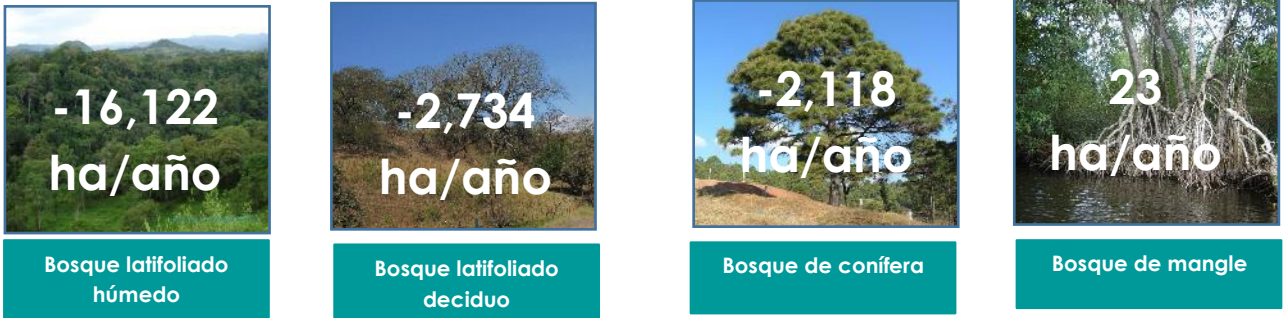 -16,122
ha/año
Bosque latifoliado
húmedo
-2,734
ha/año
Bosque latifoliado
deciduo
-2,118
ha/año
Bosque de conífera
23
ha/año
Bosque de mangle